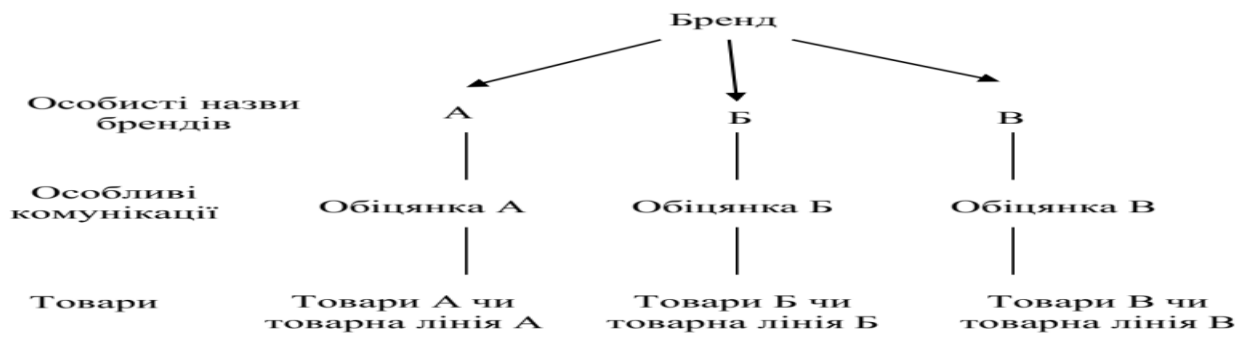 Бренд
Особисті назви
брендів
А
Б
В
Особливі
комунікації
Обіцянка А
Обіцянка Б
Обіцянка В
Товари
Товари А чи
товарна лінія А
Товари Б чи
товарна лінія Б
Товари В чи
товарна лінія В